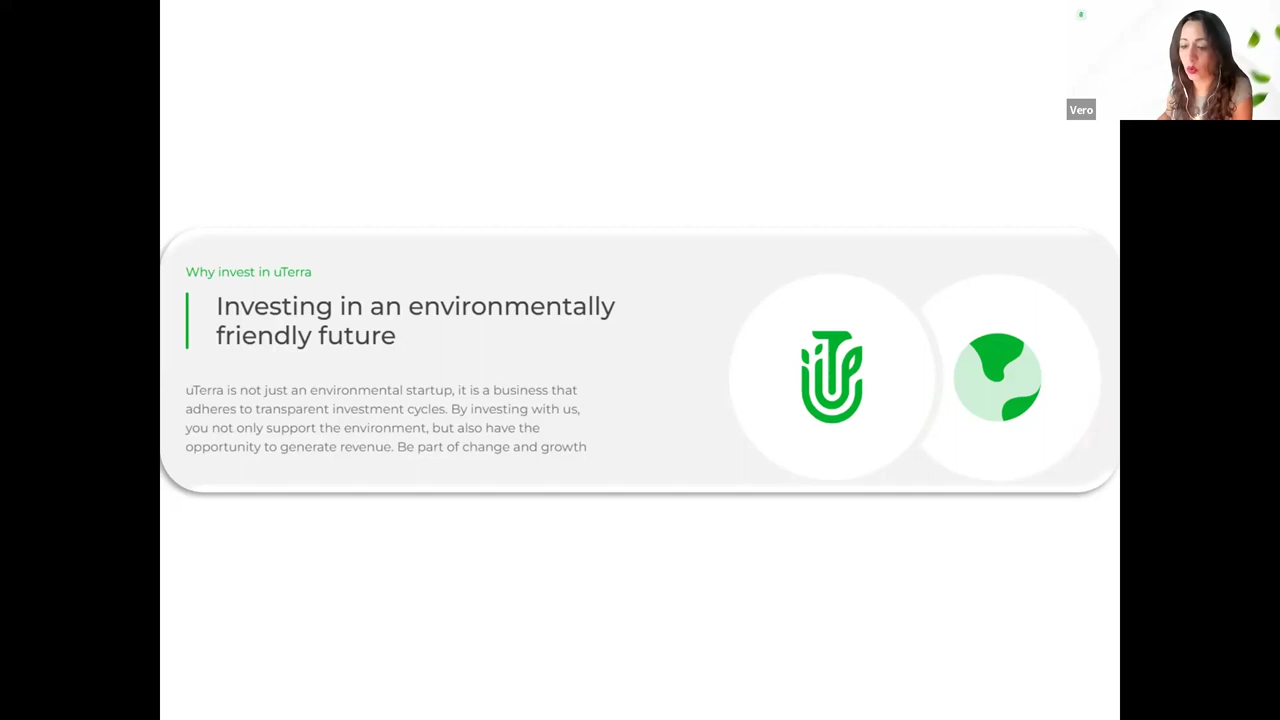 Vero
Why invest in uTerra
Investing in an environmentally
friendly future
uTerra is not just an environmental startup, it is a business that
adheres to transparent investment cycles. By investing with us,
you not only support the environment, but also have the
opportunity to generate revenue. Be part of change and growth